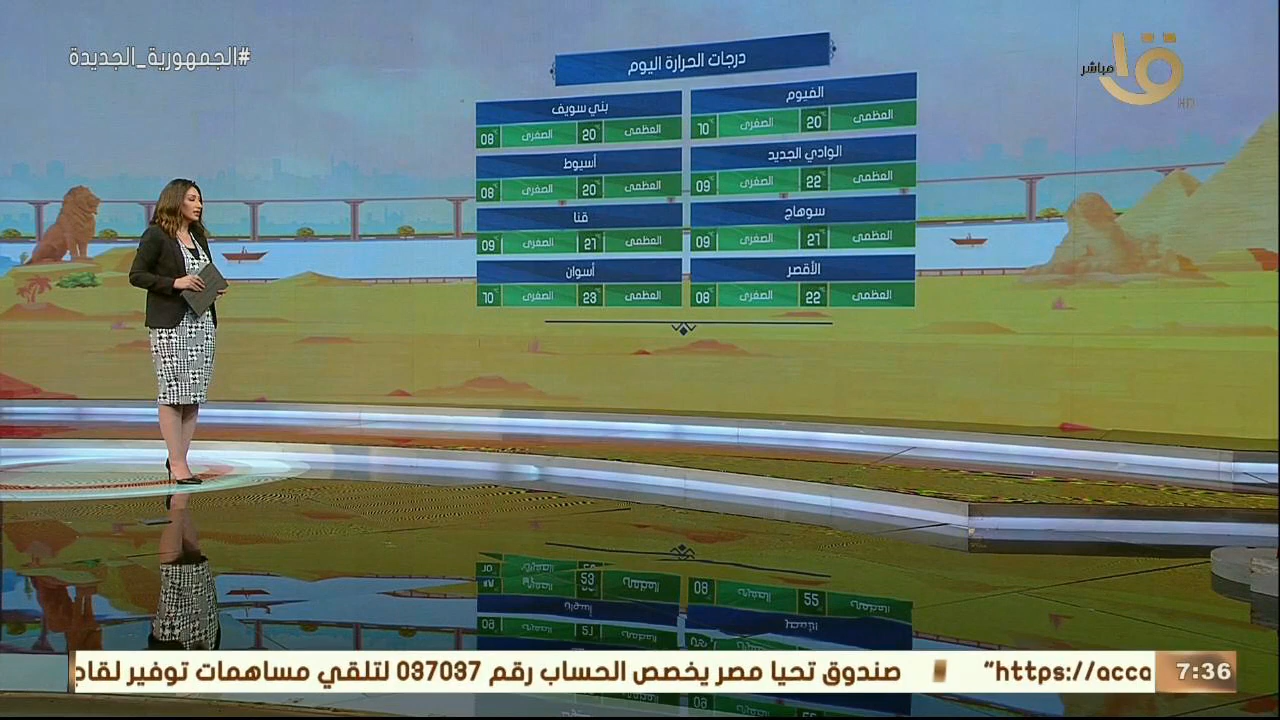 #الجمهورية_الجديدة
مباشر
HD
درجات الحرارة اليوم
الفيوم
العظمى 20 الصغرى 10
بني سويف
العظمى 20 الصغرى 08
الوادي الجديد
العظمى 22 الصغرى 09
أسيوط
العظمى 20 الصغرى 08
سوهاج
العظمى 21 الصغرى 09
قنا
العظمى 21 الصغرى 09
الأقصر
العظمى 22 الصغرى 08
أسوان
العظمى 23 الصغرى 10
7:36
"https://acca
صندوق تحيا مصر يخصص الحساب رقم 037037 لتلقي مساهمات توفير لقاح